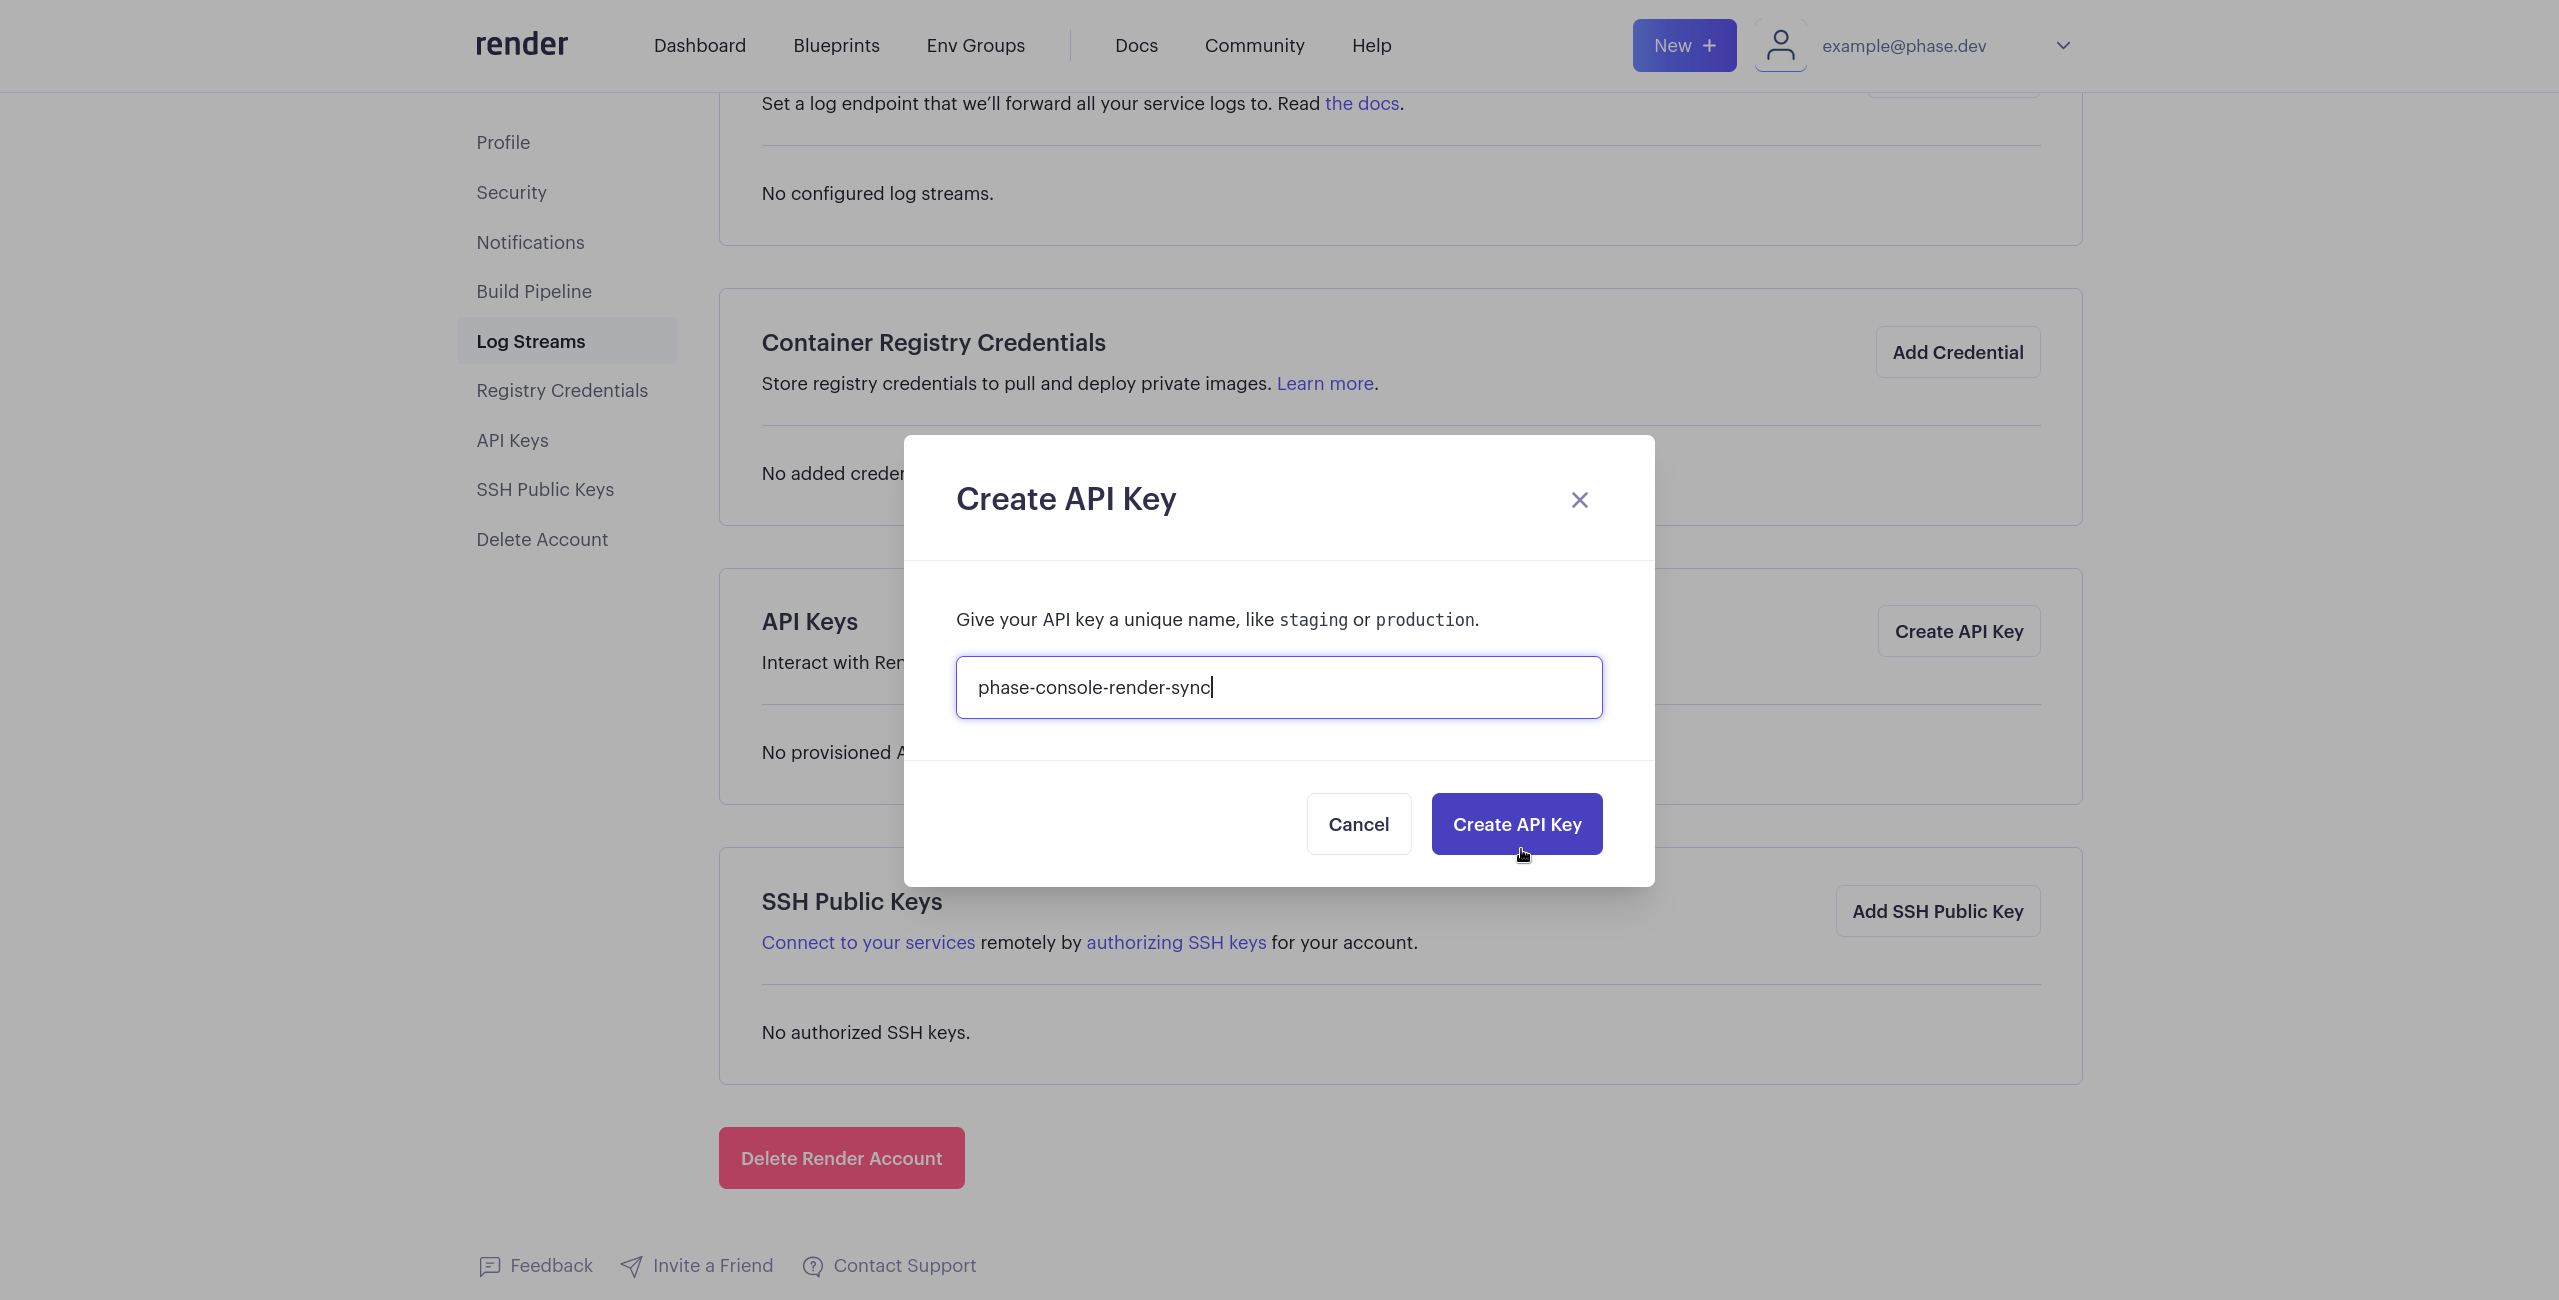 render
Dashboard
Blueprints
Env Groups
Docs
Community
Help
New +
example@phase.dev
Profile
Security
Notifications
Build Pipeline
Log Streams
Registry Credentials
API Keys
SSH Public Keys
Delete Account
Set a log endpoint that we’ll forward all your service logs to. Read the docs.
No configured log streams.
Container Registry Credentials
Add Credential
Store registry credentials to pull and deploy private images. Learn more.
No added
API Keys
Create API Key
Interact with
No provisioned
Create API Key
Give your API key a unique name, like staging or production.
phase-console-render-sync
Cancel
Create API Key
SSH Public Keys
Add SSH Public Key
Connect to your services remotely by authorizing SSH keys for your account.
No authorized SSH keys.
Delete Render Account
Feedback
Invite a Friend
Contact Support